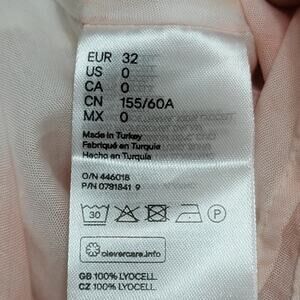 EUR 32
US 0
CA 0
CN 155/60A
MX 0
Made in Turkey
Fabriqué en Turquie
Hecho en Turquía
O/N 446018
P/N 0791841 9
30
P
clevercare.info
GB 100% LYOCELL
CZ 100% LYOCELL